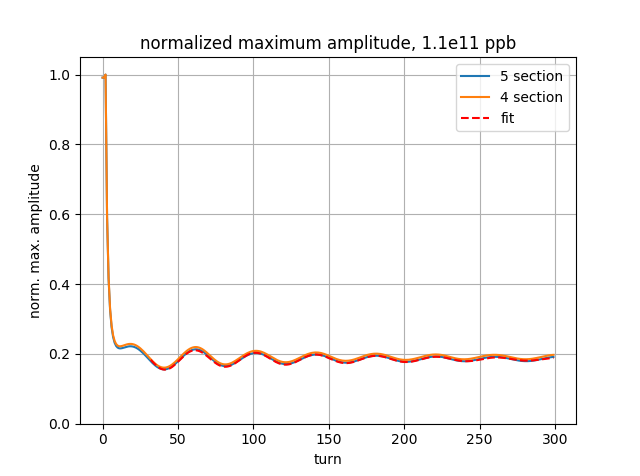 normalized maximum amplitude, 1.1e11 ppb
1.0
0.8
0.6
0.4
0.2
0.0
norm. max. amplitude
5 section
4 section
fit
0 50 100 150 200 250 300
turn